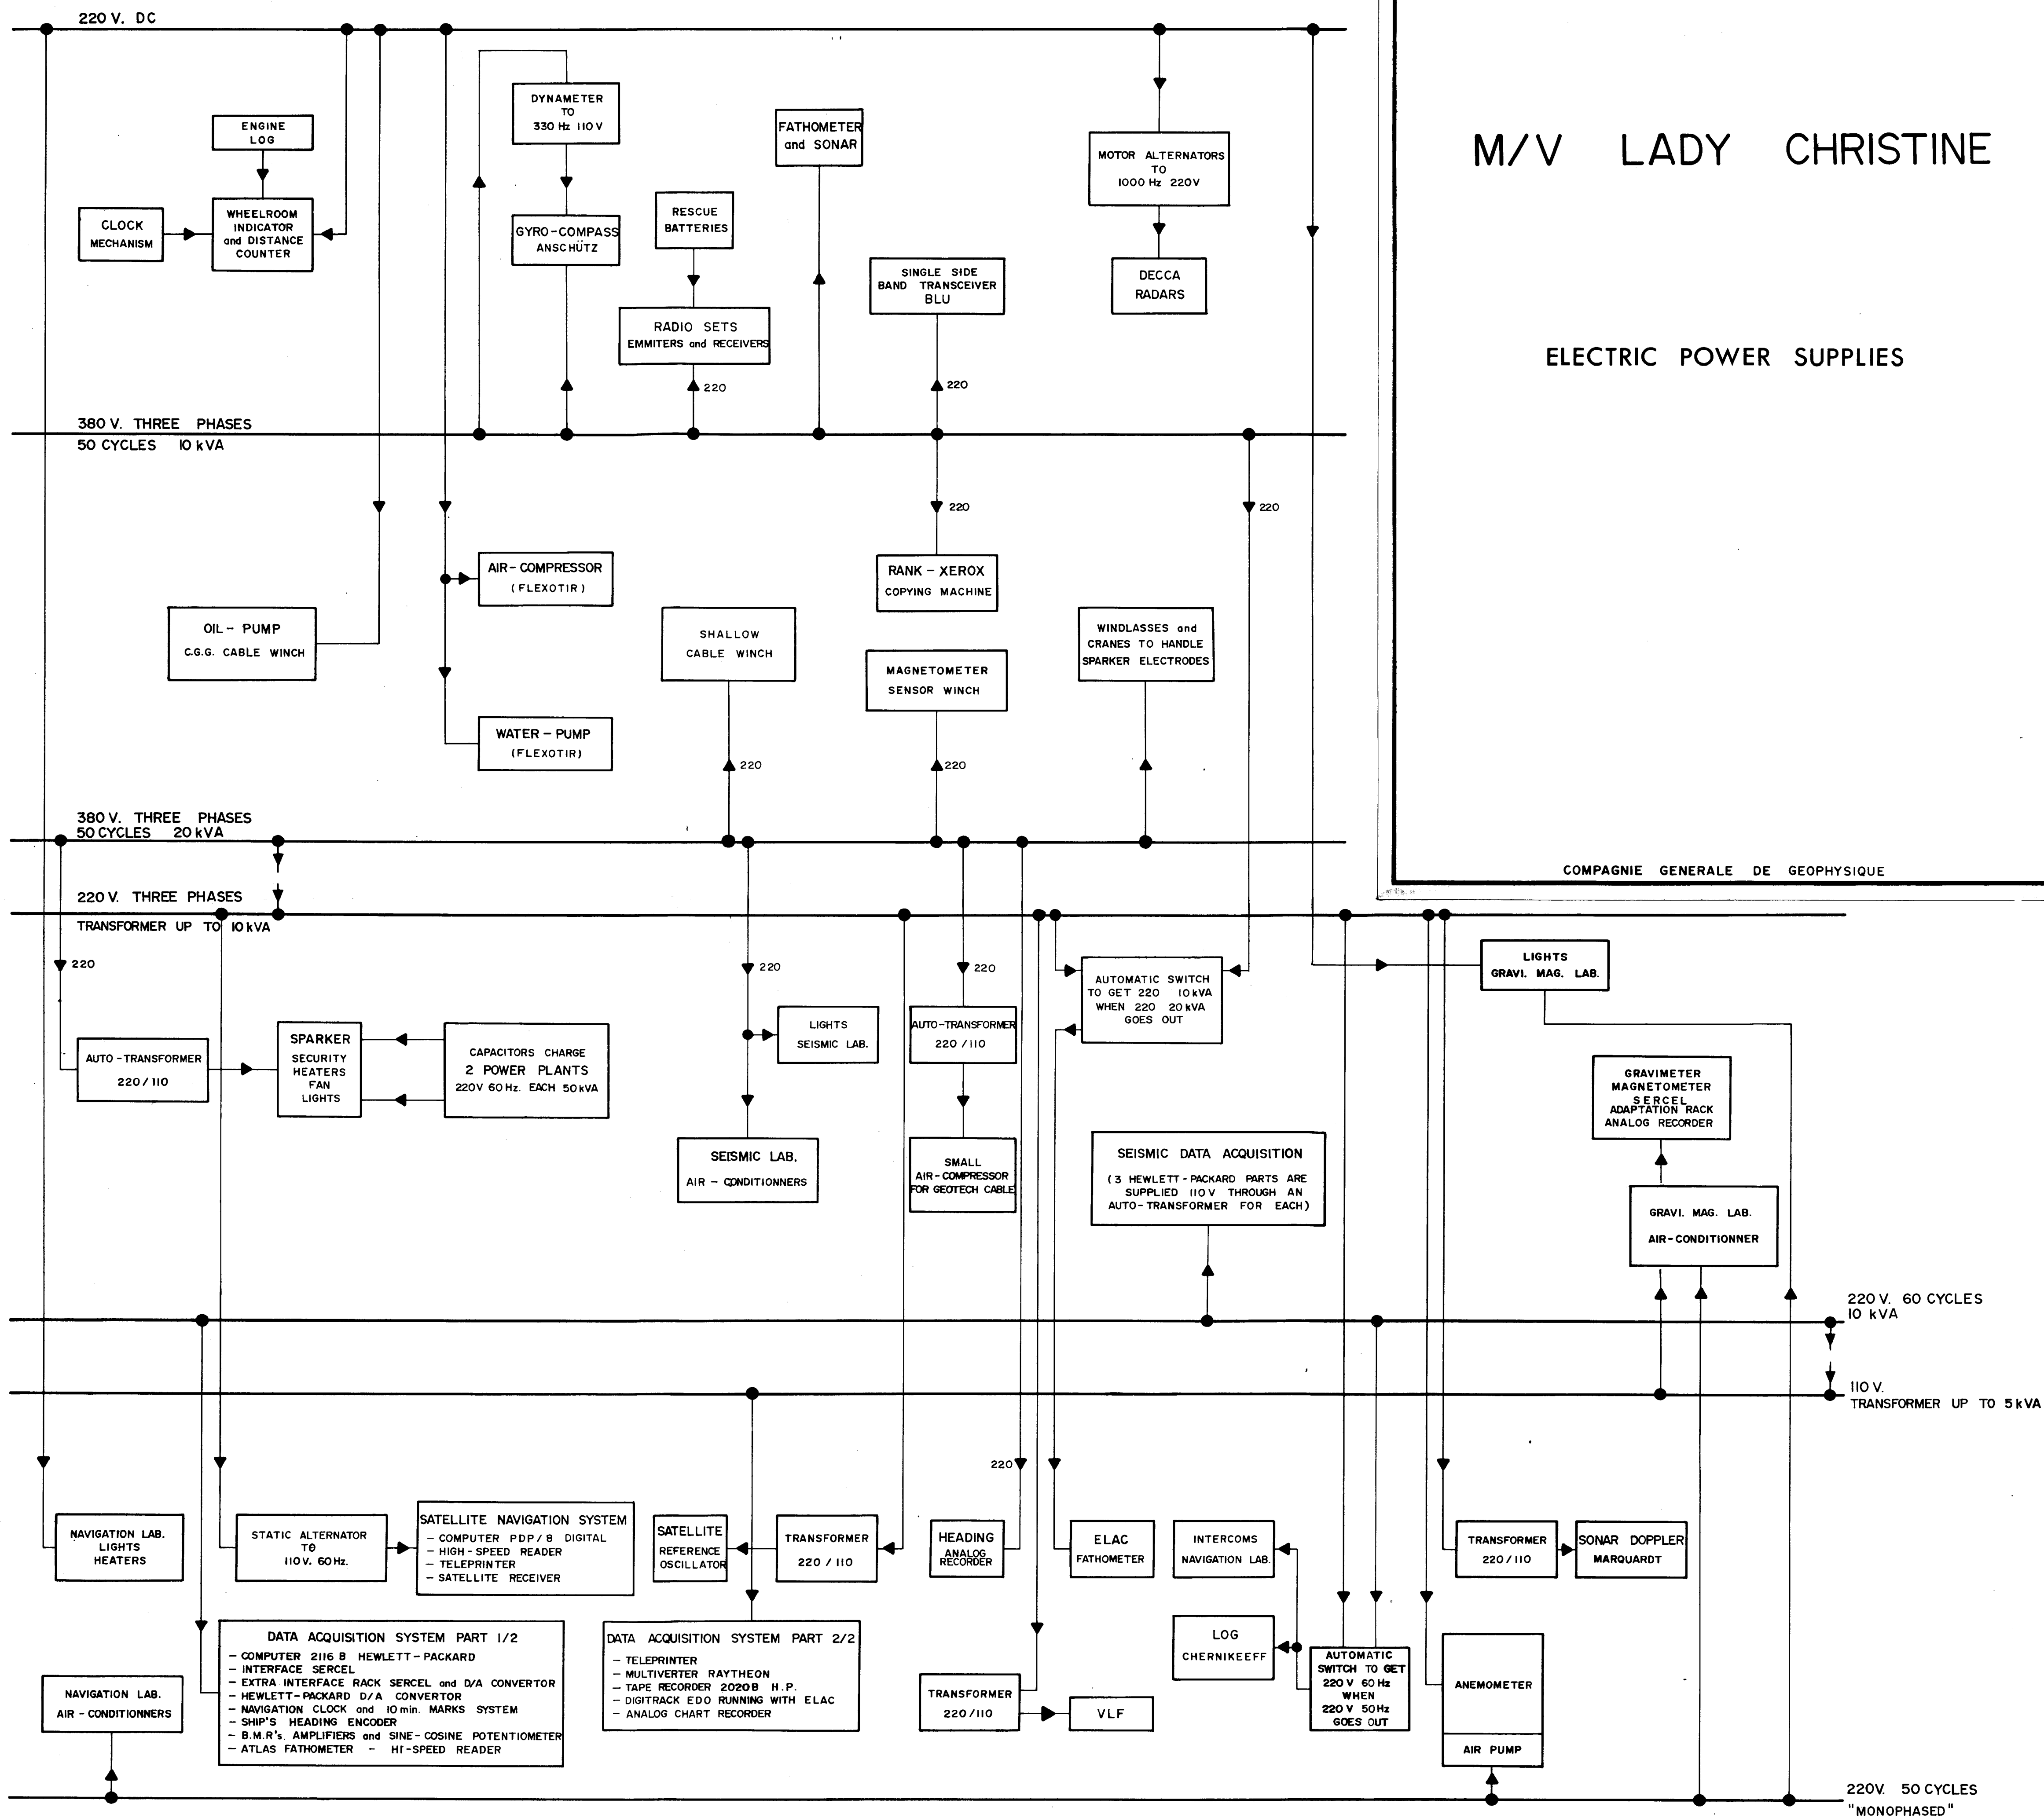 220 V. DC
M/V LADY CHRISTINE
ELECTRIC POWER SUPPLIES
COMPAGNIE GENERALE DE GEOPHYSIQUE
ENGINE
LOG
CLOCK
MECHANISM
WHEELROOM
INDICATOR
and DISTANCE
COUNTER
DYNAMETER
TO
330 Hz 110 V
GYRO-COMPASS
ANSCHÜTZ
RESCUE
BATTERIES
RADIO SETS
EMMITERS and RECEIVERS
220
FATHOMETER
and SONAR
SINGLE SIDE
BAND TRANSCEIVER
BLU
220
MOTOR ALTERNATORS
TO
1000 Hz 220V
DECCA
RADARS
380 V. THREE PHASES
50 CYCLES 10 kVA
220
220
AIR-COMPRESSOR
(FLEXOTIR)
RANK - XEROX
COPYING MACHINE
OIL - PUMP
C.G.G. CABLE WINCH
SHALLOW
CABLE WINCH
MAGNETOMETER
SENSOR WINCH
WINDLASSES and
CRANES TO HANDLE
SPARKER ELECTRODES
WATER - PUMP
(FLEXOTIR)
220
220
380 V. THREE PHASES
50 CYCLES 20 kVA
220 V. THREE PHASES
TRANSFORMER UP TO 10 kVA
220
220
220
AUTO-TRANSFORMER
220 / 110
SPARKER
SECURITY
HEATERS
FAN
LIGHTS
CAPACITORS CHARGE
2 POWER PLANTS
220V 60 Hz. EACH 50 kVA
LIGHTS
SEISMIC LAB.
AUTO-TRANSFORMER
220 / 110
AUTOMATIC SWITCH
TO GET 220 10 kVA
WHEN 220 20 kVA
GOES OUT
LIGHTS
GRAVI. MAG. LAB.
SEISMIC LAB.
AIR - CONDITIONNERS
SMALL
AIR-COMPRESSOR
FOR GEOTECH CABLE
SEISMIC DATA ACQUISITION
(3 HEWLETT-PACKARD PARTS ARE
SUPPLIED 110 V THROUGH AN
AUTO-TRANSFORMER FOR EACH)
GRAVIMETER
MAGNETOMETER
SERCEL
ADAPTATION RACK
ANALOG RECORDER
GRAVI. MAG. LAB.
AIR-CONDITIONNER
220 V. 60 CYCLES
10 kVA
110 V.
TRANSFORMER UP TO 5 kVA
220
NAVIGATION LAB.
LIGHTS
HEATERS
STATIC ALTERNATOR
TO
110 V. 60 Hz.
SATELLITE NAVIGATION SYSTEM
- COMPUTER PDP/8 DIGITAL
- HIGH-SPEED READER
- TELEPRINTER
- SATELLITE RECEIVER
SATELLITE
REFERENCE
OSCILLATOR
TRANSFORMER
220 / 110
HEADING
ANALOG
RECORDER
ELAC
FATHOMETER
INTERCOMS
NAVIGATION LAB.
TRANSFORMER
220 / 110
SONAR DOPPLER
MARQUARDT
NAVIGATION LAB.
AIR - CONDITIONNERS
DATA ACQUISITION SYSTEM PART 1/2
- COMPUTER 2116 B HEWLETT-PACKARD
- INTERFACE SERCEL
- EXTRA INTERFACE RACK SERCEL and D/A CONVERTOR
- HEWLETT-PACKARD D/A CONVERTOR
- NAVIGATION CLOCK and 10 min. MARKS SYSTEM
- SHIP'S HEADING ENCODER
- B.M.R's. AMPLIFIERS and SINE-COSINE POTENTIOMETER
- ATLAS FATHOMETER - HI-SPEED READER
DATA ACQUISITION SYSTEM PART 2/2
- TELEPRINTER
- MULTIVERTER RAYTHEON
- TAPE RECORDER 2020B H.P.
- DIGITRACK EDO RUNNING WITH ELAC
- ANALOG CHART RECORDER
TRANSFORMER
220/110
VLF
LOG
CHERNIKEEFF
AUTOMATIC
SWITCH TO GET
220 V 60 Hz
WHEN
220 V 50 Hz
GOES OUT
ANEMOMETER
AIR PUMP
220V. 50 CYCLES
"MONOPHASED"